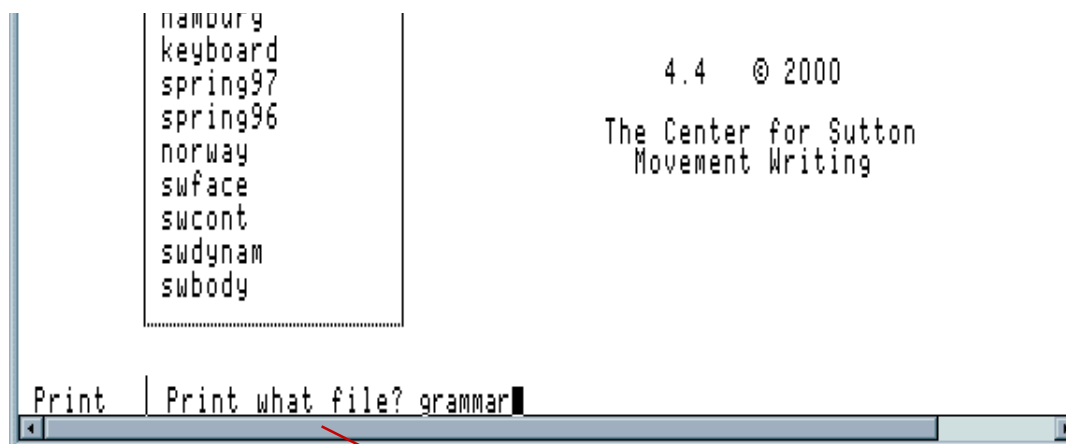 hamburg
keyboard
spring97
spring96
norway
swface
swcont
swdynam
swbody
4.4 © 2000
The Center for Sutton
Movement Writing
Print Print what file? grammar